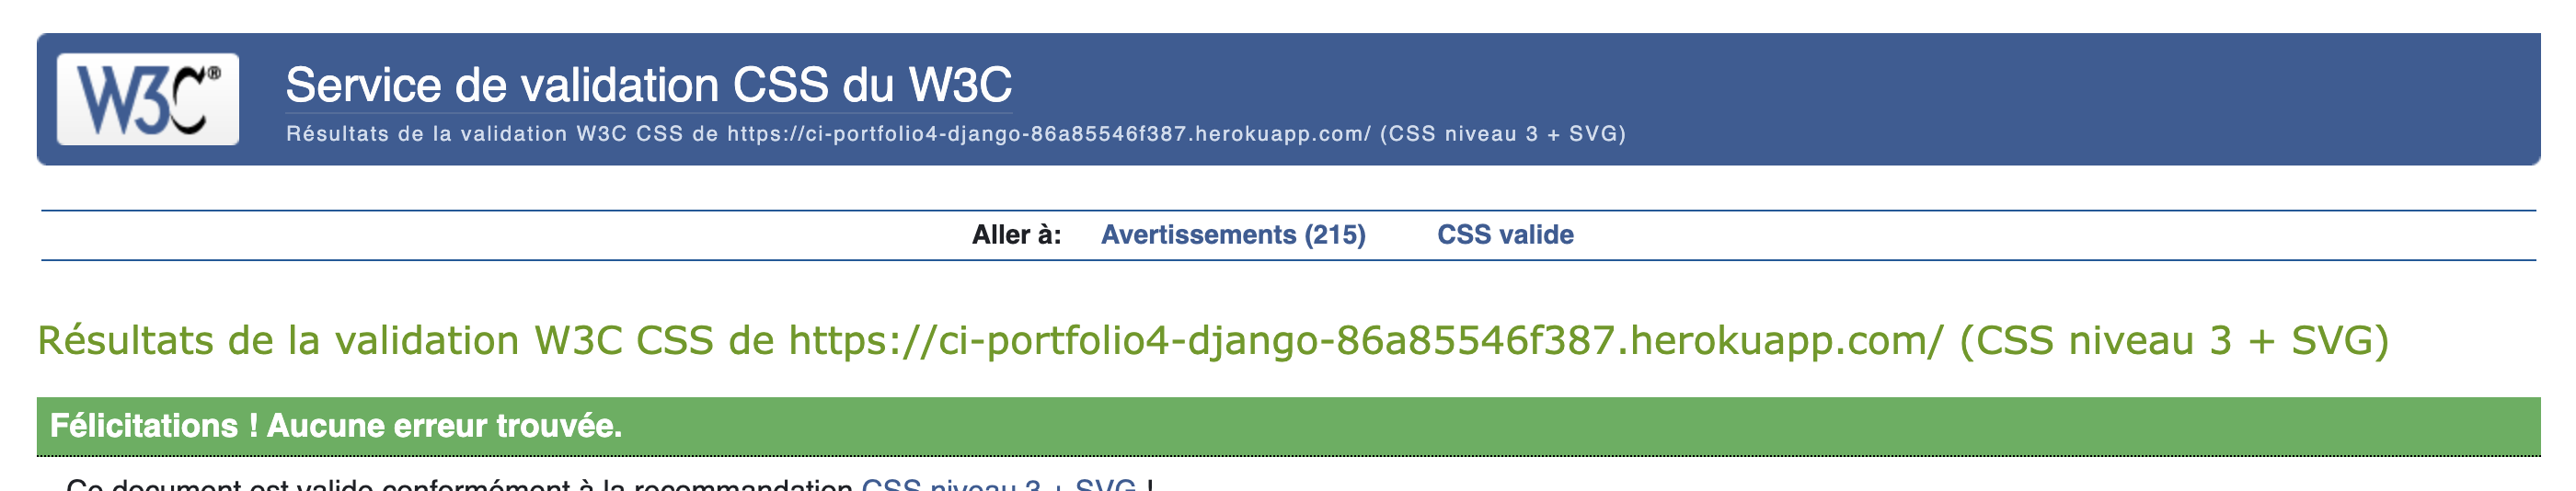 W3C®
Service de validation CSS du W3C
Résultats de la validation W3C CSS de https://ci-portfolio4-django-86a85546f387.herokuapp.com/ (CSS niveau 3 + SVG)
Aller à: Avertissements (215) CSS valide
Résultats de la validation W3C CSS de https://ci-portfolio4-django-86a85546f387.herokuapp.com/ (CSS niveau 3 + SVG)
Félicitations ! Aucune erreur trouvée.
Ce document est valide conformément à la recommandation CSS niveau 3 + SVG !